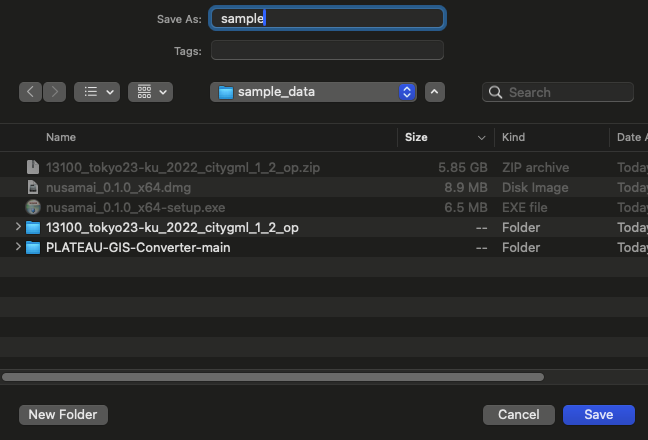 Save As: sample
Tags:
sample_data
Search
Name Size Kind Date A
13100_tokyo23-ku_2022_citygml_1_2_op.zip 5.85 GB ZIP archive Today
nusamai_0.1.0_x64.dmg 8.9 MB Disk Image Today
nusamai_0.1.0_x64-setup.exe 6.5 MB EXE file Today
13100_tokyo23-ku_2022_citygml_1_2_op -- Folder Today
PLATEAU-GIS-Converter-main -- Folder Today
New Folder Cancel Save